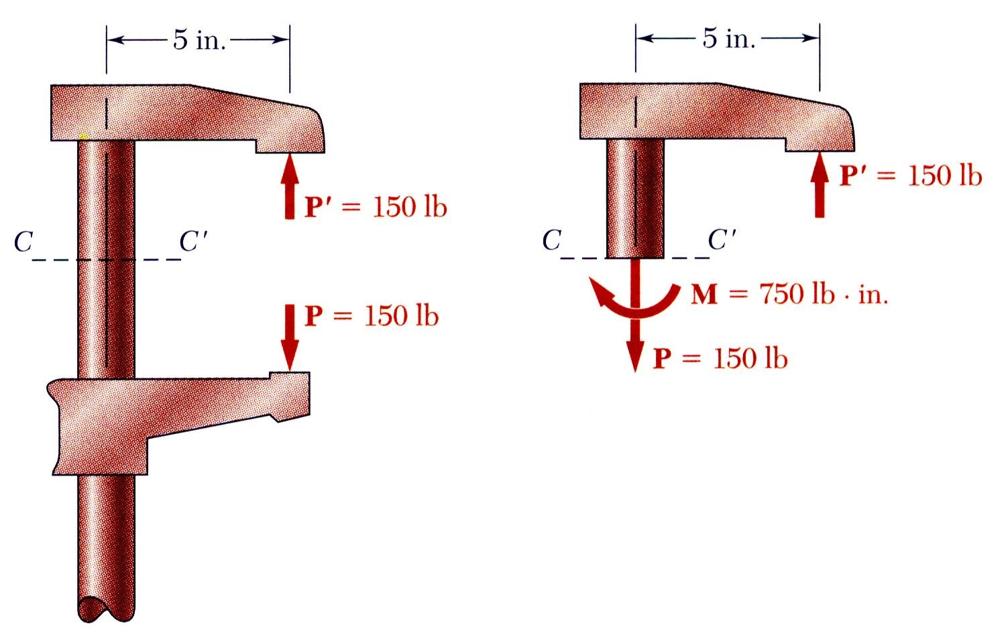 5 in.
P′ = 150 lb
C C′
P = 150 lb
5 in.
P′ = 150 lb
C C′
M = 750 lb · in.
P = 150 lb